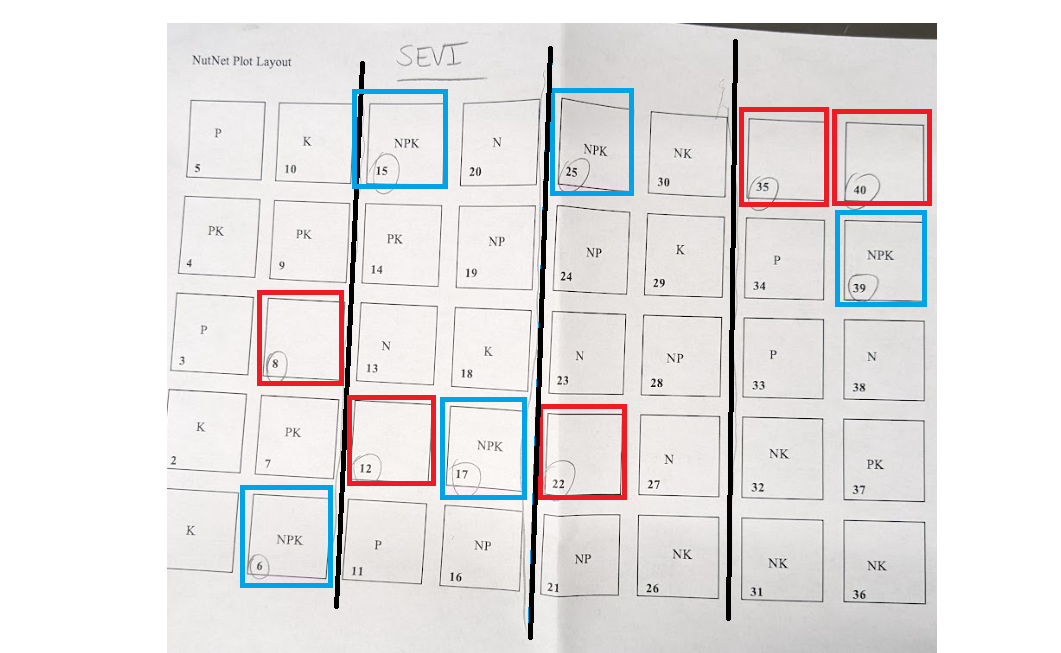 SEVI
NutNet Plot Layout
P K NPK N NPK NK
5 10 15 20 25 30 35 40
PK PK PK NP NP K P NPK
4 9 14 19 24 29 34 39
P N K N NP P N
3 8 13 18 23 28 33 38
K PK NPK N NK PK
2 7 12 17 22 27 32 37
K NPK P NP NP NK NK NK
6 11 16 21 26 31 36